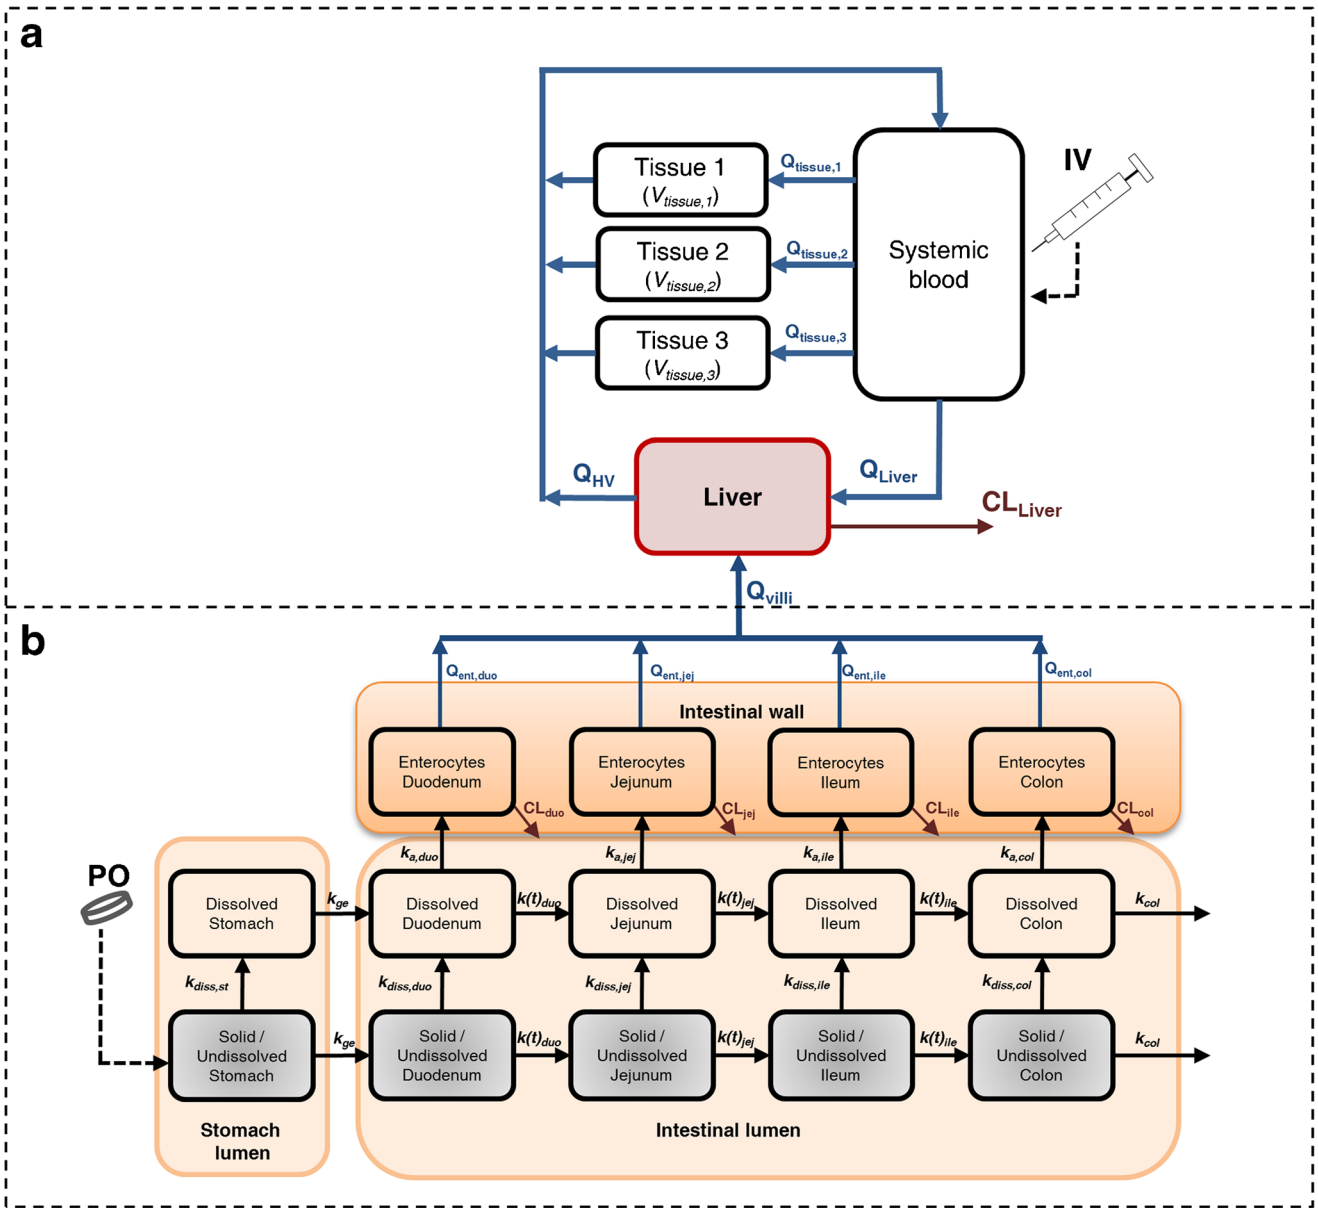 a
IV
Tissue 1
(Vtissue,1)
Qtissue,1
Tissue 2
(Vtissue,2)
Qtissue,2
Tissue 3
(Vtissue,3)
Qtissue,3
Systemic
blood
QHV
Liver
QLiver
CLLiver
Qvilli
b
Qent,duo
Qent,jej
Qent,ile
Qent,col
Intestinal wall
Enterocytes
Duodenum
Enterocytes
Jejunum
Enterocytes
Ileum
Enterocytes
Colon
CLduo
CLjej
CLile
CLcol
ka,duo
ka,jej
ka,ile
ka,col
PO
Dissolved
Stomach
kge
Dissolved
Duodenum
k(t)duo
Dissolved
Jejunum
k(t)jej
Dissolved
Ileum
k(t)ile
Dissolved
Colon
kcol
kdiss,st
kdiss,duo
kdiss,jej
kdiss,ile
kdiss,col
Solid /
Undissolved
Stomach
kge
Solid /
Undissolved
Duodenum
k(t)duo
Solid /
Undissolved
Jejunum
k(t)jej
Solid /
Undissolved
Ileum
k(t)ile
Solid /
Undissolved
Colon
kcol
Stomach
lumen
Intestinal lumen